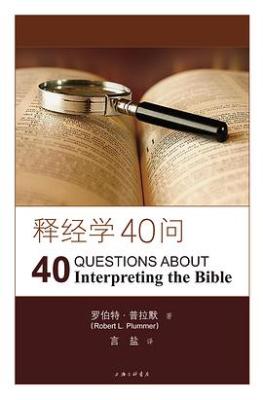 释经学 40问
40 QUESTIONS ABOUT
Interpreting the Bible
罗伯特·普拉默 著
(Robert L. Plummer)
言 盐 译
上海三联书店